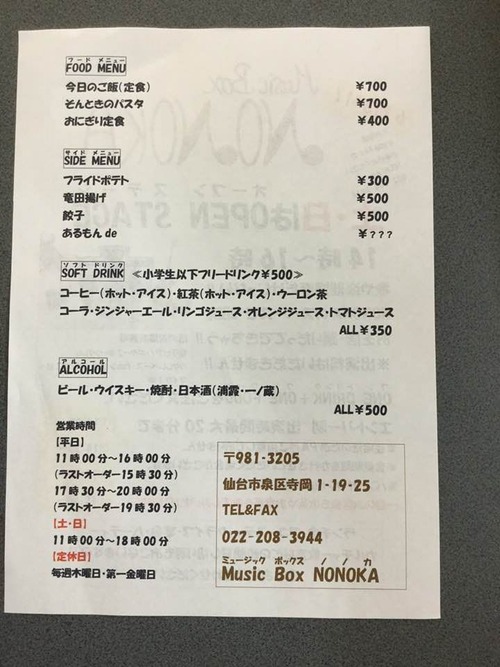 フード メニュー
FOOD MENU
今日のご飯(定食) ￥700
そんときのパスタ ￥700
おにぎり定食 ￥400
サイド メニュー
SIDE MENU
フライドポテト ￥300
竜田揚げ ￥500
餃子 ￥500
あるもん de ￥???
ソフト ドリンク
SOFT DRINK ≪小学生以下フリードリンク￥500≫
コーヒー(ホット・アイス)・紅茶(ホット・アイス)・ウーロン茶
コーラ・ジンジャーエール・リンゴジュース・オレンジジュース・トマトジュース
ALL￥350
アルコール
ALCOHOL
ビール・ウイスキー・焼酎・日本酒(浦霞・一ノ蔵)
ALL￥500
営業時間
[平日]
11時00分～16時00分
(ラストオーダー15時30分)
17時30分～20時00分
(ラストオーダー19時30分)
[土・日]
11時00分～18時00分
[定休日]
毎週木曜日・第一金曜日
〒981-3205
仙台市泉区寺岡1-19-25
TEL&FAX
022-208-3944
ミュージック ボックス ノノカ
Music Box NONOKA